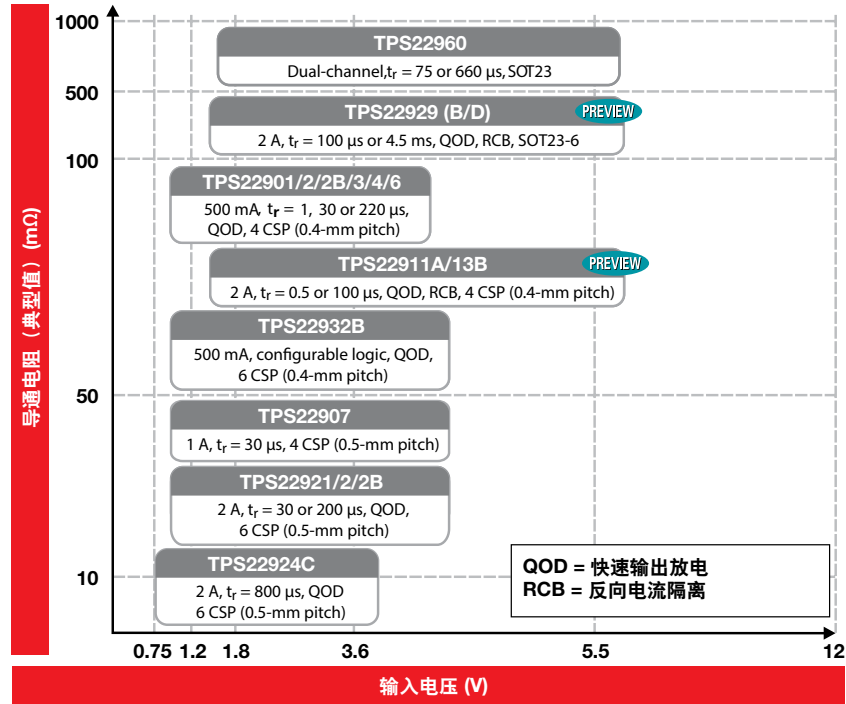 1000
TPS22960
Dual-channel,tr = 75 or 660 µs, SOT23
500
TPS22929 (B/D)
PREVIEW
2 A, tr = 100 µs or 4.5 ms, QOD, RCB, SOT23-6
100
TPS22901/2/2B/3/4/6
500 mA, tr = 1, 30 or 220 µs,
QOD, 4 CSP (0.4-mm pitch)
TPS22911A/13B
PREVIEW
2 A, tr = 0.5 or 100 µs, QOD, RCB, 4 CSP (0.4-mm pitch)
TPS22932B
500 mA, configurable logic, QOD,
6 CSP (0.4-mm pitch)
50
TPS22907
1 A, tr = 30 µs, 4 CSP (0.5-mm pitch)
TPS22921/2/2B
2 A, tr = 30 or 200 µs, QOD,
6 CSP (0.5-mm pitch)
TPS22924C
2 A, tr = 800 µs, QOD
6 CSP (0.5-mm pitch)
10
QOD = 快速输出放电
RCB = 反向电流隔离
导通电阻（典型值）(mΩ)
0.75 1.2 1.8 3.6 5.5 12
输入电压 (V)